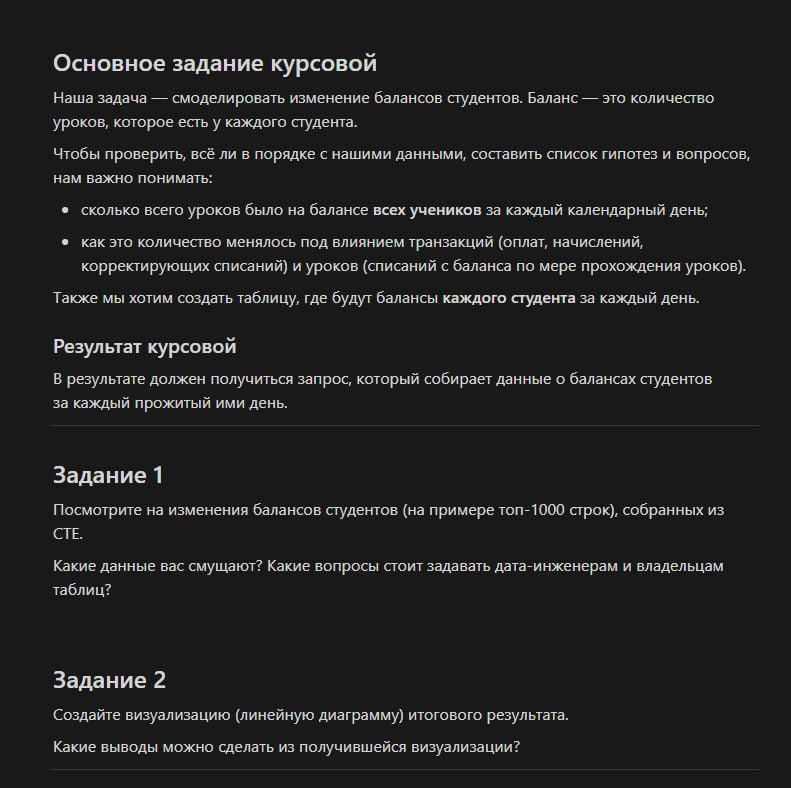 Основное задание курсовой
Наша задача — смоделировать изменение балансов студентов. Баланс — это количество
уроков, которое есть у каждого студента.
Чтобы проверить, всё ли в порядке с нашими данными, составить список гипотез и вопросов,
нам важно понимать:
• сколько всего уроков было на балансе всех учеников за каждый календарный день;
• как это количество менялось под влиянием транзакций (оплат, начислений,
корректирующих списаний) и уроков (списаний с баланса по мере прохождения уроков).
Также мы хотим создать таблицу, где будут балансы каждого студента за каждый день.
Результат курсовой
В результате должен получиться запрос, который собирает данные о балансах студентов
за каждый прожитый ими день.
Задание 1
Посмотрите на изменения балансов студентов (на примере топ-1000 строк), собранных из
CTE.
Какие данные вас смущают? Какие вопросы стоит задавать дата-инженерам и владельцам
таблиц?
Задание 2
Создайте визуализацию (линейную диаграмму) итогового результата.
Какие выводы можно сделать из получившейся визуализации?